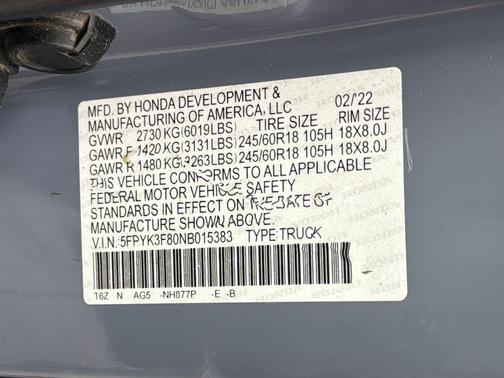 MFD. BY HONDA DEVELOPMENT &
MANUFACTURING OF AMERICA, LLC 02/'22
GVWR 2730 KG(6019LBS) TIRE SIZE RIM SIZE
GAWR F 1420 KG(3131LBS) 245/60R18 105H 18X8.0J
GAWR R 1480 KG(3263LBS) 245/60R18 105H 18X8.0J
THIS VEHICLE CONFORMS TO ALL APPLICABLE
FEDERAL MOTOR VEHICLE SAFETY
STANDARDS IN EFFECT ON THE DATE OF
MANUFACTURE SHOWN ABOVE.
V.I.N. 5FPYK3F80NB015383 TYPE: TRUCK
16Z N AG5 -NH877P -E -B